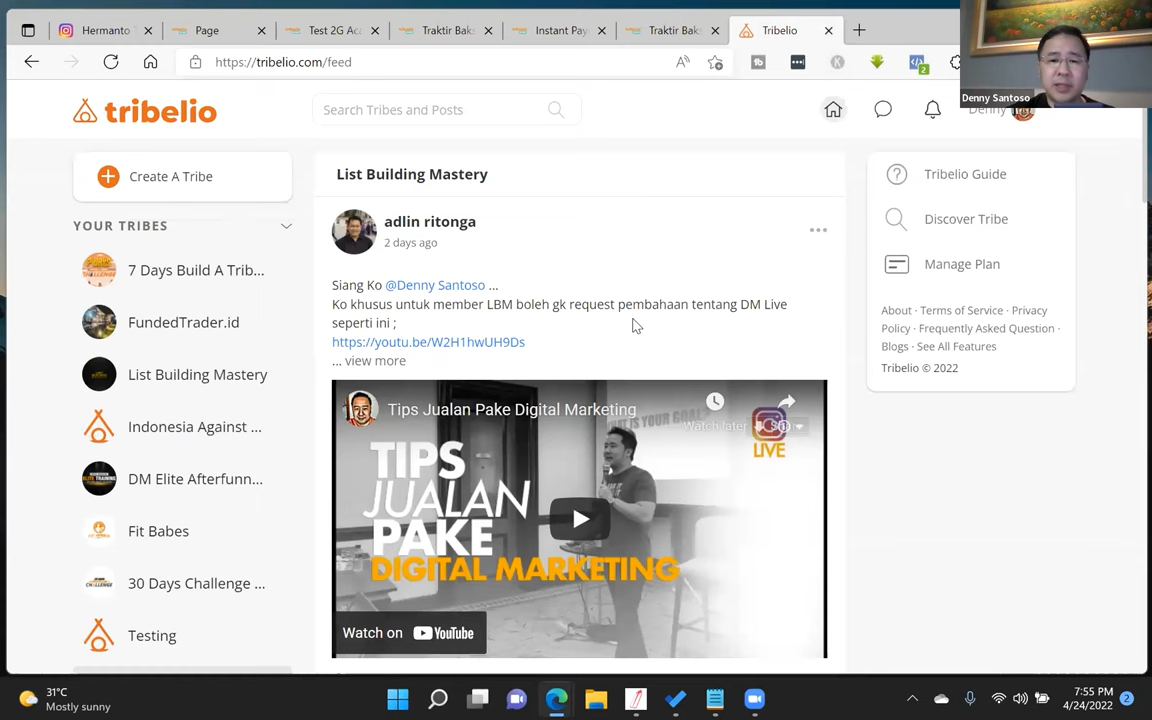 Hermanto
Page
Test 2G Acc
Traktir Baks
Instant Pay
Traktir Baks
Tribelio
https://tribelio.com/feed
2
Denny Santoso
tribelio
Search Tribes and Posts
Denny
Create A Tribe
YOUR TRIBES
7 Days Build A Trib...
FundedTrader.id
List Building Mastery
Indonesia Against ...
DM Elite Afterfunn...
Fit Babes
30 Days Challenge ...
Testing
List Building Mastery
adlin ritonga
2 days ago
Siang Ko @Denny Santoso ...
Ko khusus untuk member LBM boleh gk request pembahaan tentang DM Live
seperti ini ;
https://youtu.be/W2H1hwUH9Ds
... view more
Tips Jualan Pake Digital Marketing
Watch later
LIVE
TIPS
JUALAN
PAKE
DIGITAL MARKETING
Watch on YouTube
Tribelio Guide
Discover Tribe
Manage Plan
About · Terms of Service · Privacy
Policy · Frequently Asked Question ·
Blogs · See All Features
Tribelio © 2022
31°C
Mostly sunny
7:55 PM
4/24/2022
2